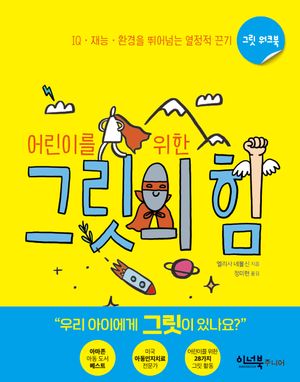 IQ · 재능 · 환경을 뛰어넘는 열정적 끈기
그릿 워크북
어린이를 위한
그릿의 힘
엘리사 네볼신 지음
정미현 옮김
“우리 아이에게 그릿이 있나요?”
아마존
아동 도서
베스트
미국
아동인지치료
전문가
어린이를 위한
28가지
그릿 활동
이너북주니어